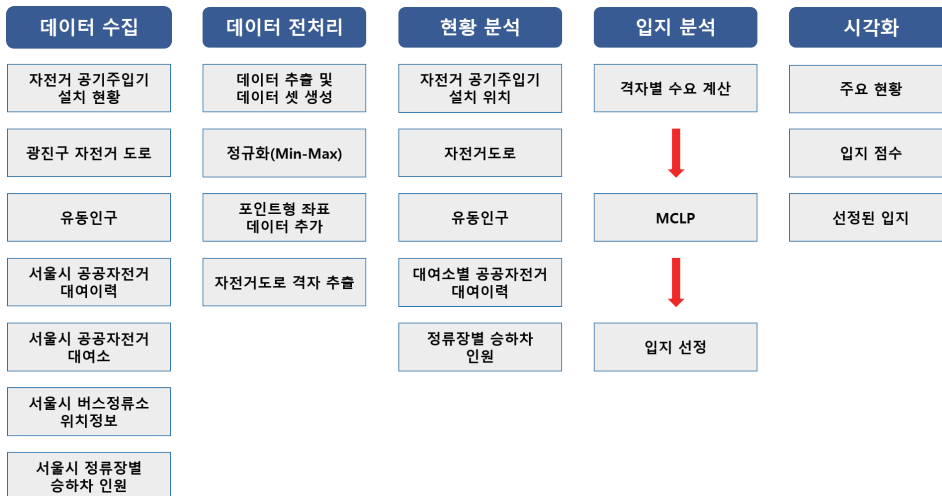 데이터 수집
자전거 공기주입기
설치 현황
광진구 자전거 도로
유동인구
서울시 공공자전거
대여이력
서울시 공공자전거
대여소
서울시 버스정류소
위치정보
서울시 정류장별
승하차 인원
데이터 전처리
데이터 추출 및
데이터 셋 생성
정규화(Min-Max)
포인트형 좌표
데이터 추가
자전거도로 격자 추출
현황 분석
자전거 공기주입기
설치 위치
자전거도로
유동인구
대여소별 공공자전거
대여이력
정류장별 승하차
인원
입지 분석
격자별 수요 계산
MCLP
입지 선정
시각화
주요 현황
입지 점수
선정된 입지